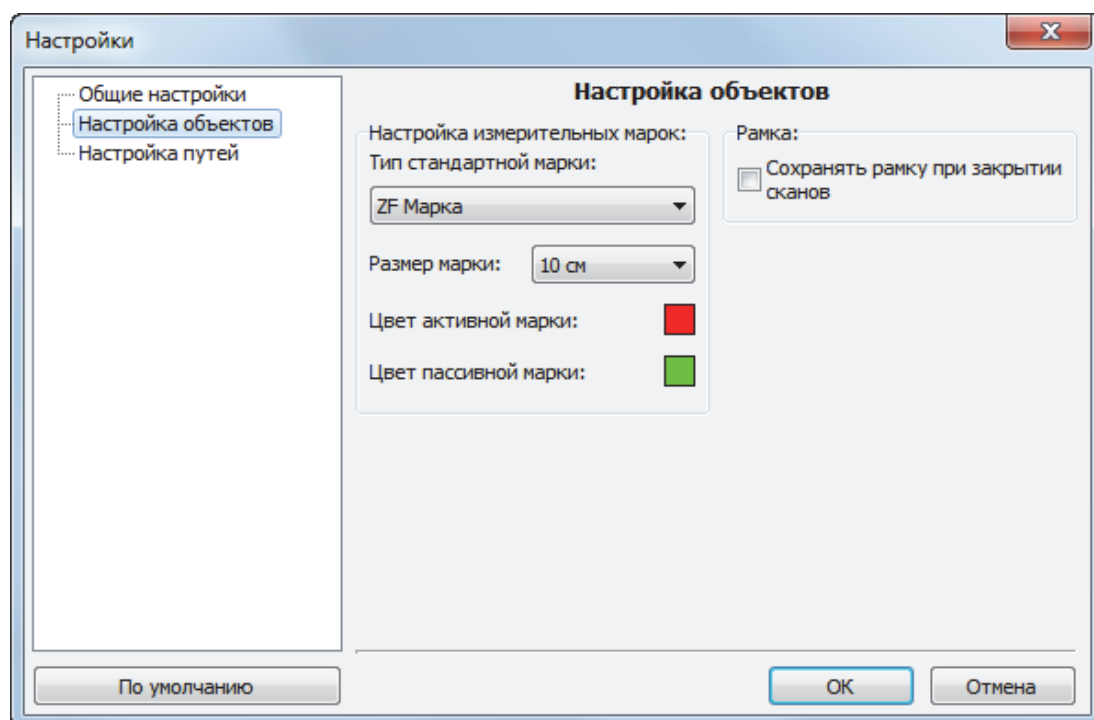 Настройки
Общие настройки
Настройка объектов
Настройка путей
По умолчанию
Настройка объектов
Настройка измерительных марок:
Тип стандартной марки:
ZF Марка
Размер марки: 10 см
Цвет активной марки:
Цвет пассивной марки:
Рамка:
Сохранять рамку при закрытии
сканов
OK
Отмена